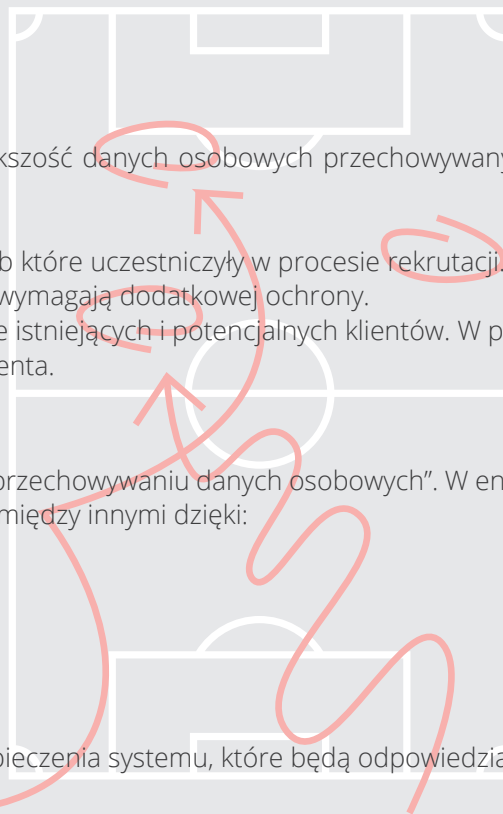 kszość danych osobowych przechowywany
b które uczestniczyły w procesie rekrutacji.
wymagają dodatkowej ochrony.
e istniejących i potencjalnych klientów. W p
enta.
przechowywaniu danych osobowych”. W en
między innymi dzięki:
pieczenia systemu, które będą odpowiedzia